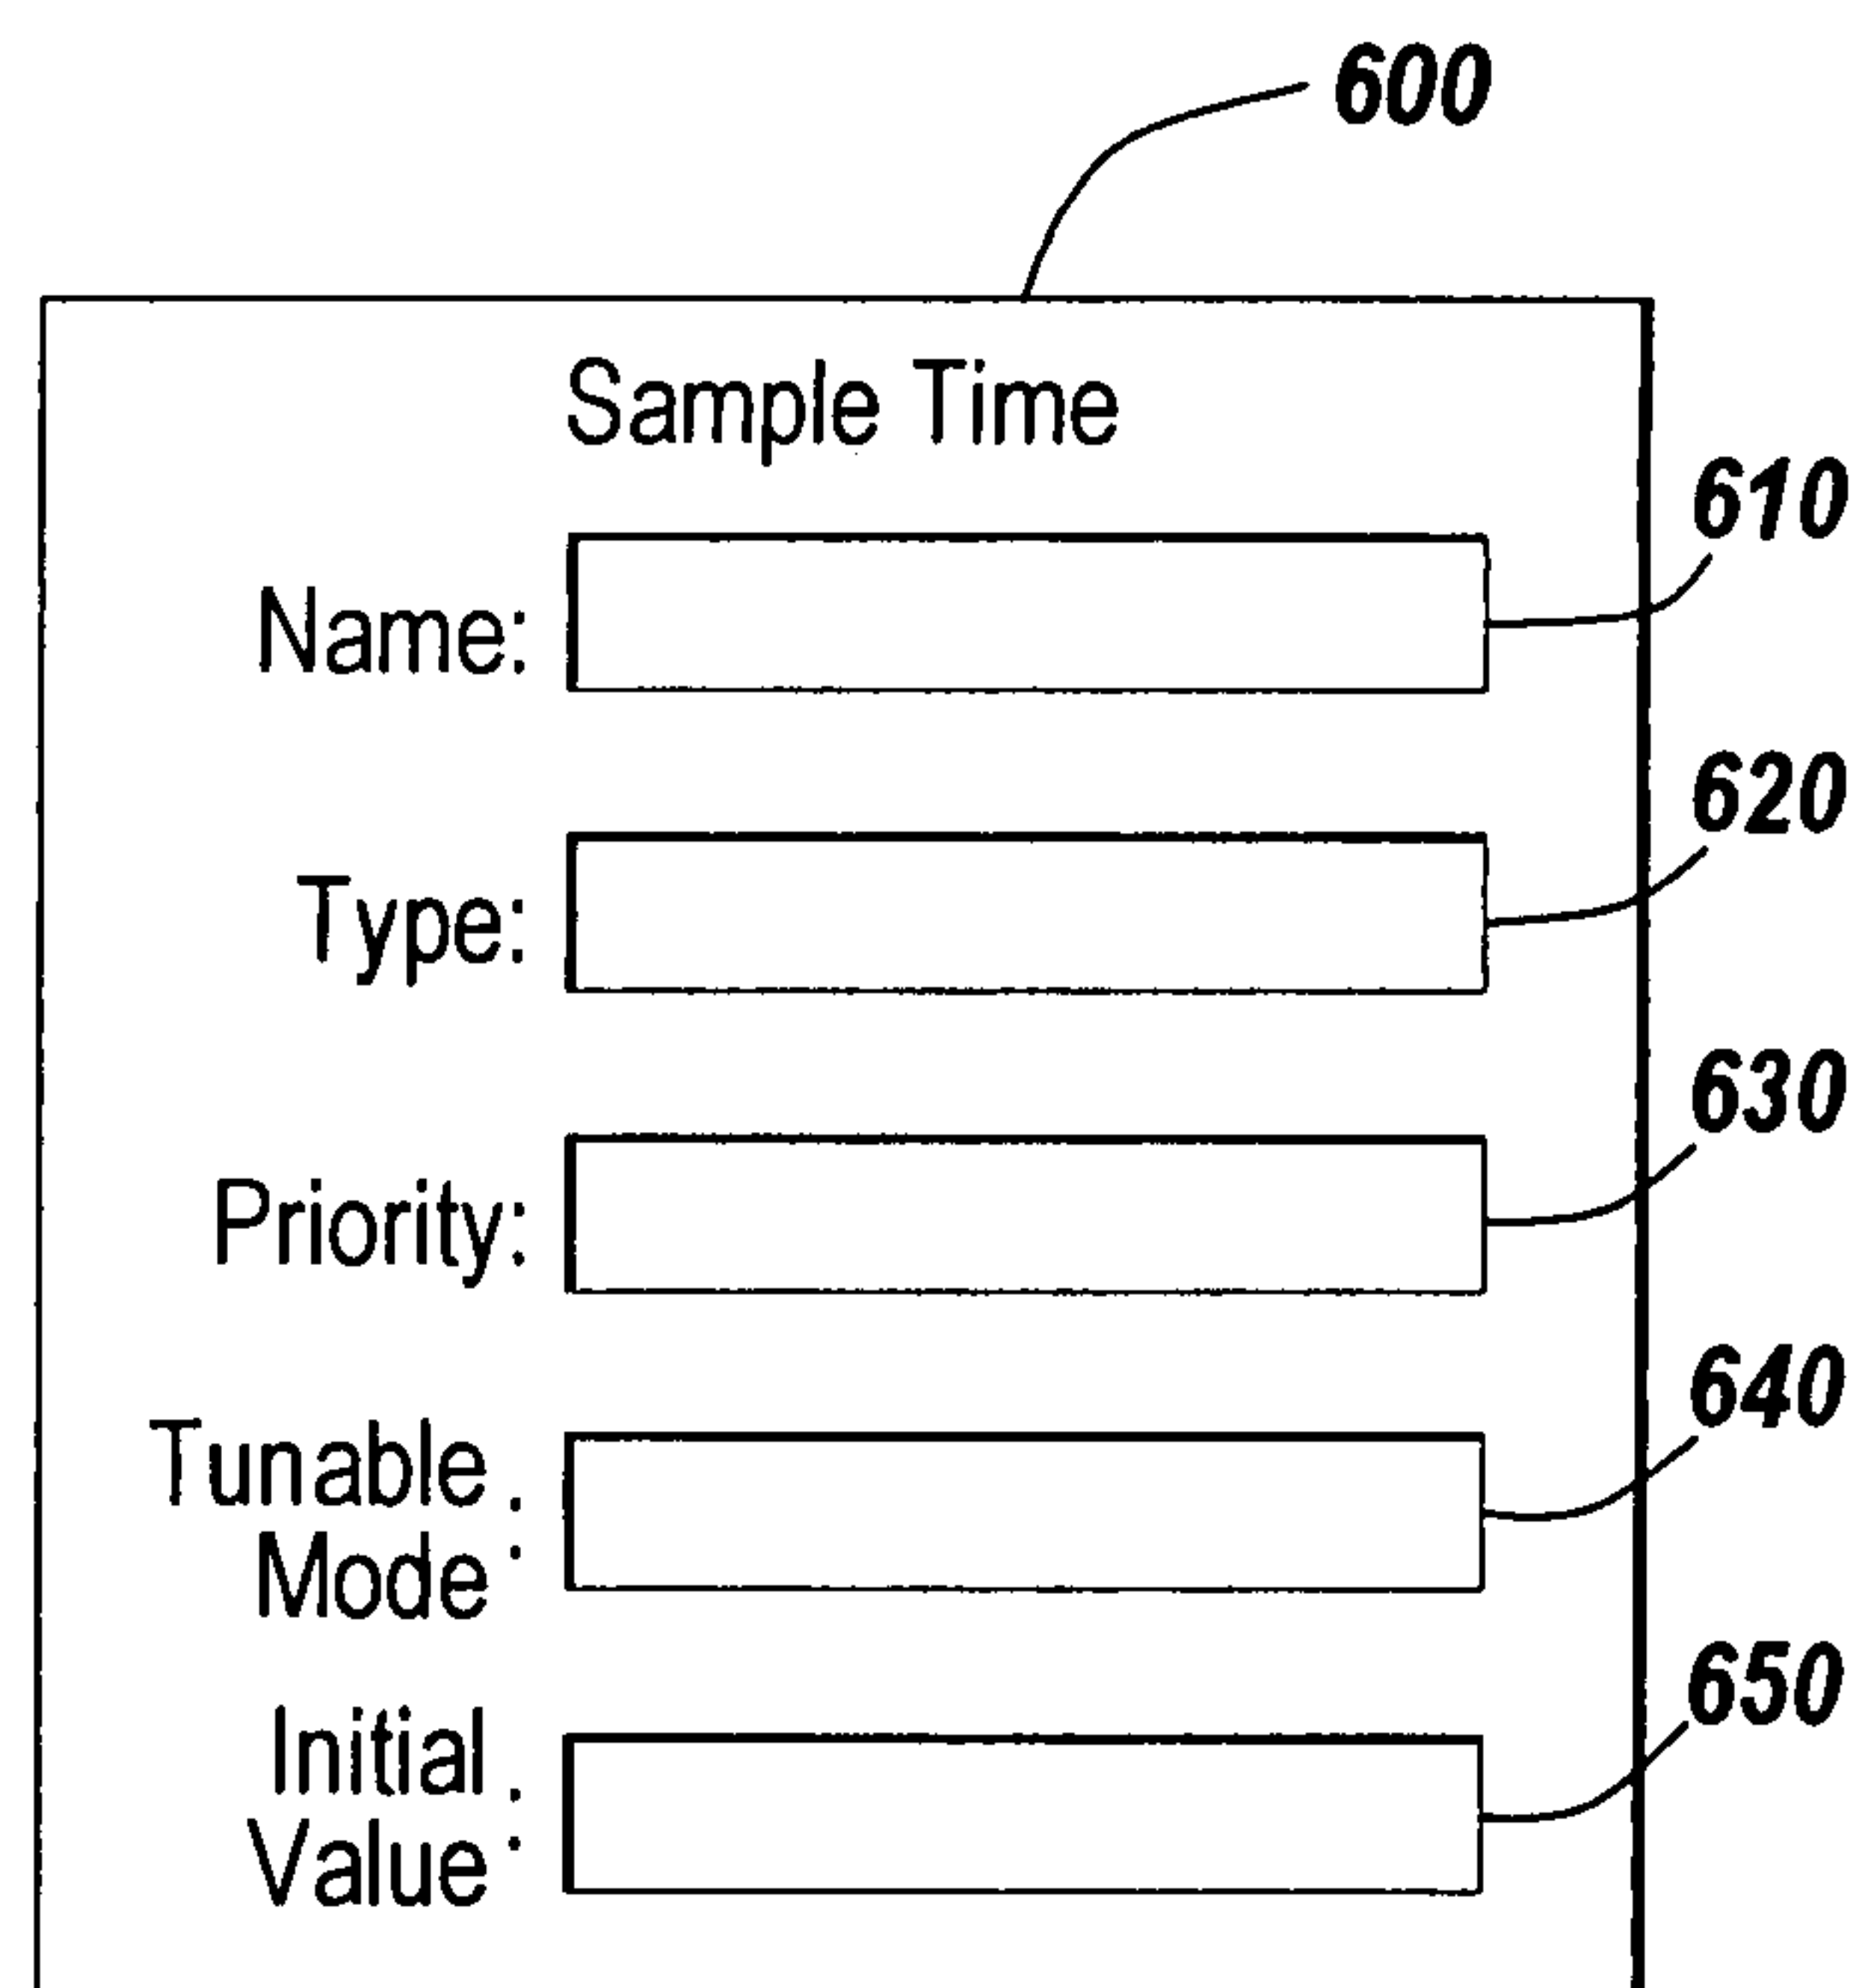 600
Sample Time
610
Name:
620
Type:
630
Priority:
640
Tunable
Mode:
650
Initial
Value: